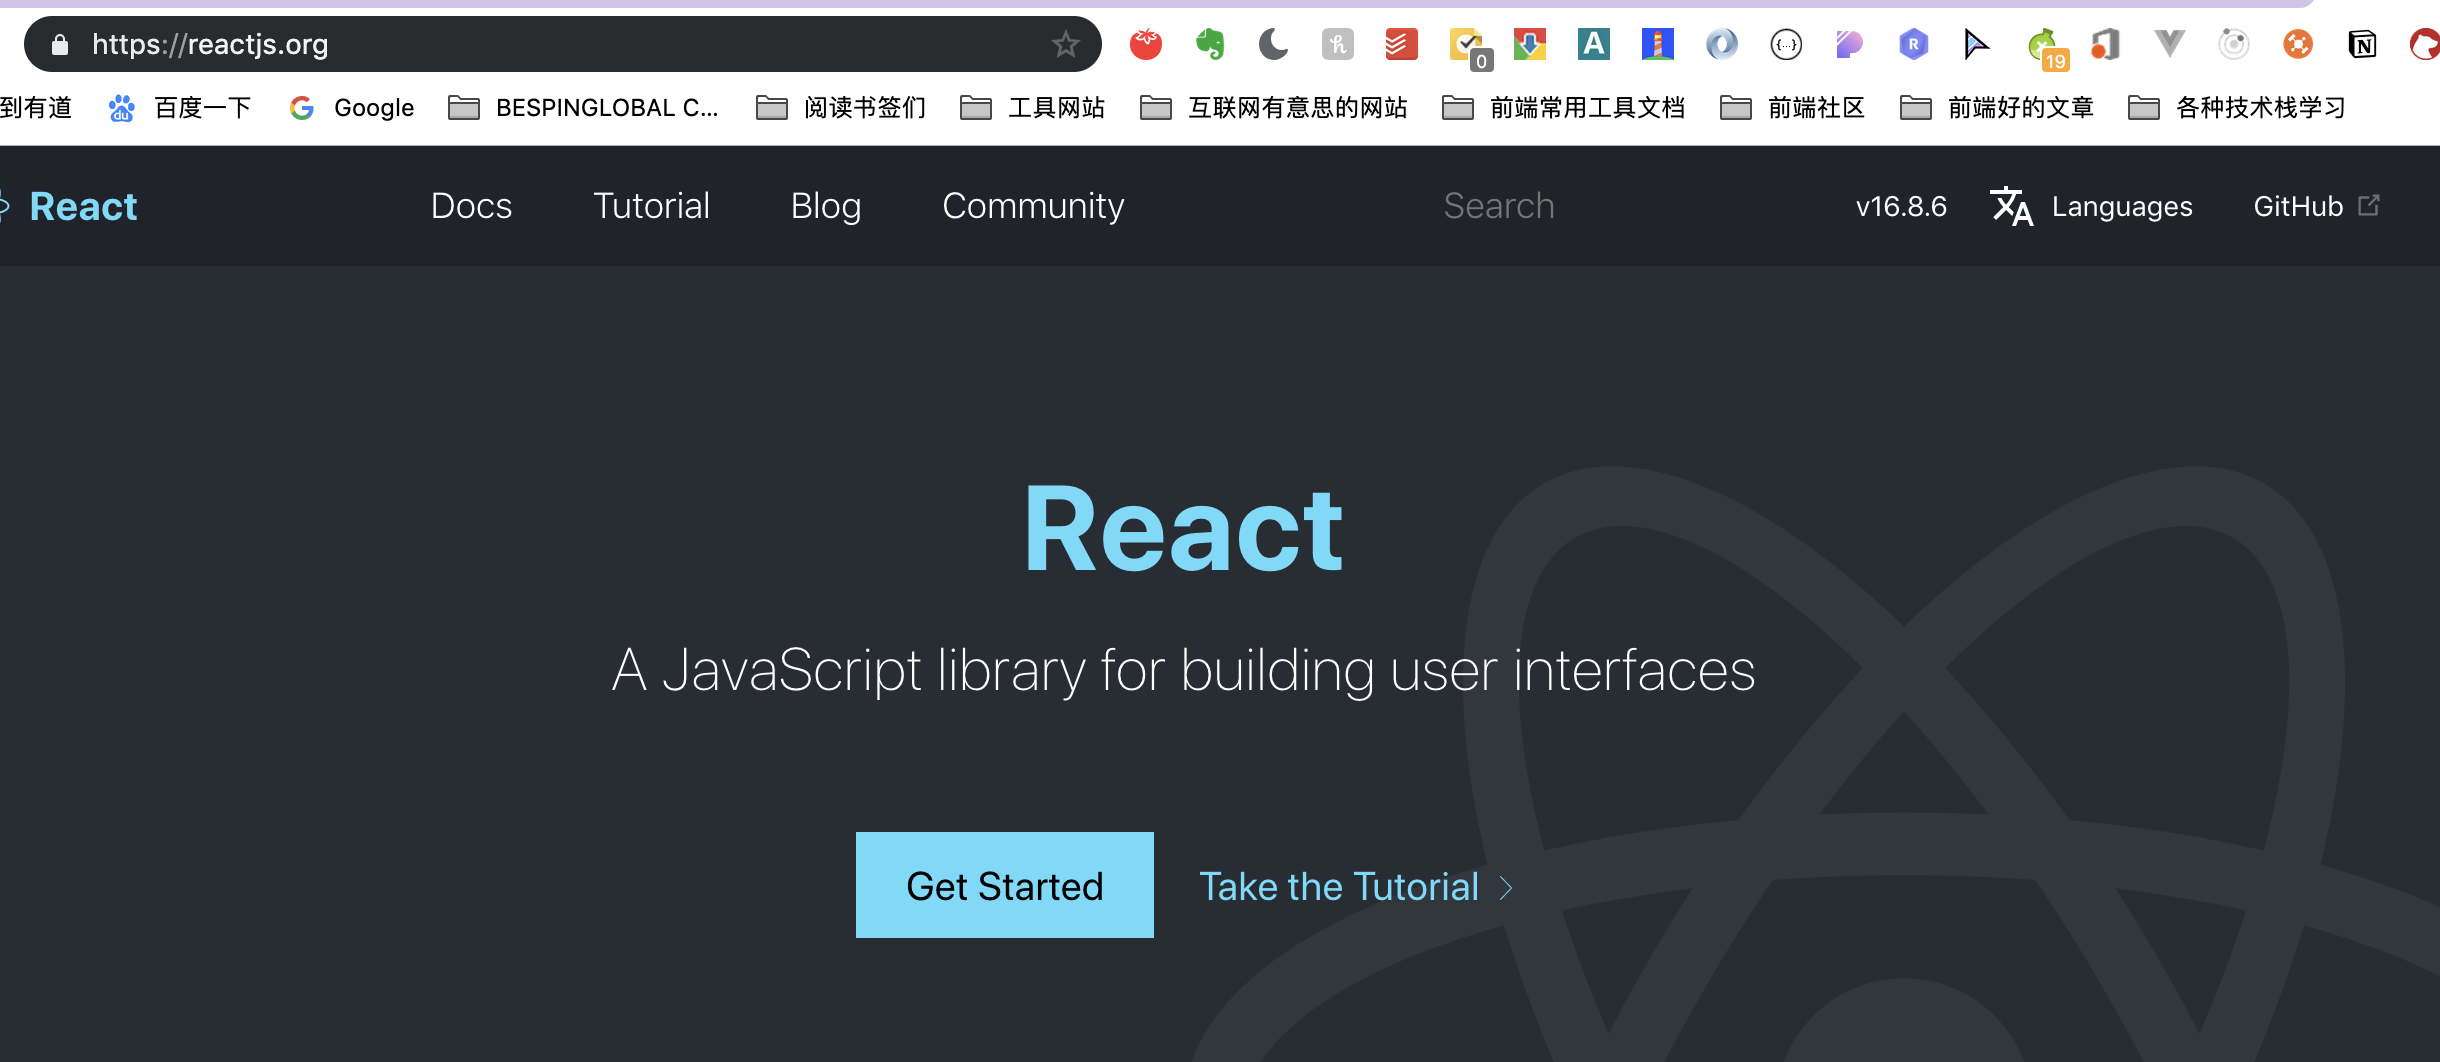 https://reactjs.org
0
19
到有道 百度一下 Google BESPINGLOBAL C... 阅读书签们 工具网站 互联网有意思的网站 前端常用工具文档 前端社区 前端好的文章 各种技术栈学习
React Docs Tutorial Blog Community Search v16.8.6 Languages GitHub
React
A JavaScript library for building user interfaces
Get Started Take the Tutorial